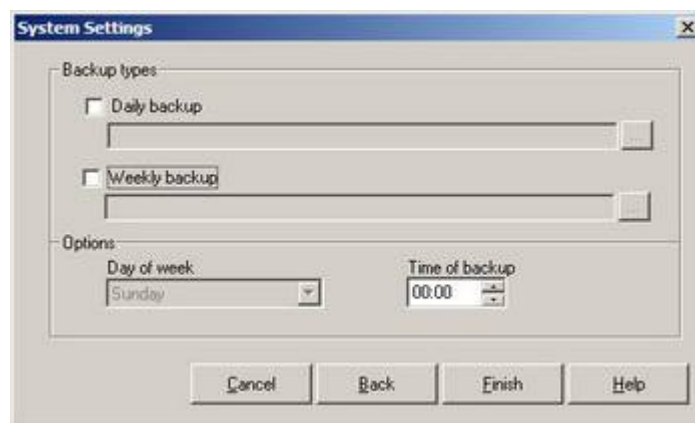 System Settings
Backup types
Daily backup
...
Weekly backup
...
Options
Day of week Time of backup
Sunday 00:00
Cancel Back Finish Help